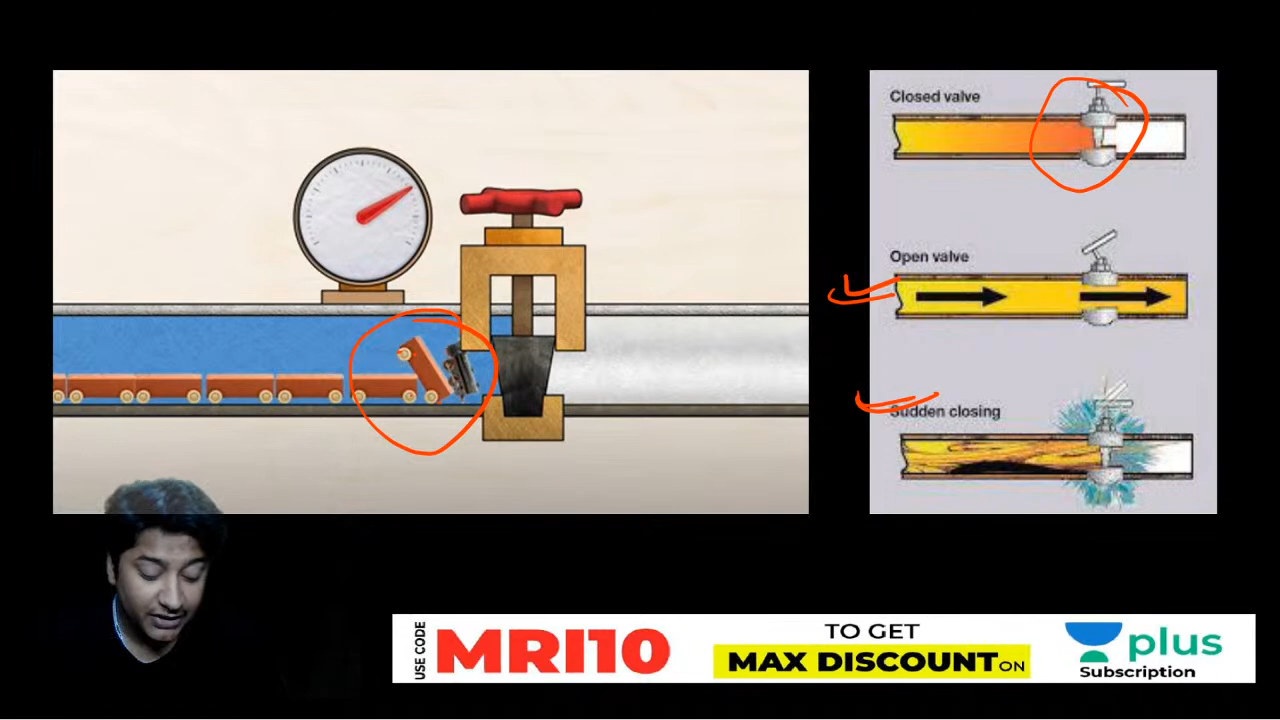 Closed valve
Open valve
Sudden closing
USE CODE
MRI10
TO GET
MAX DISCOUNT ON
plus
Subscription